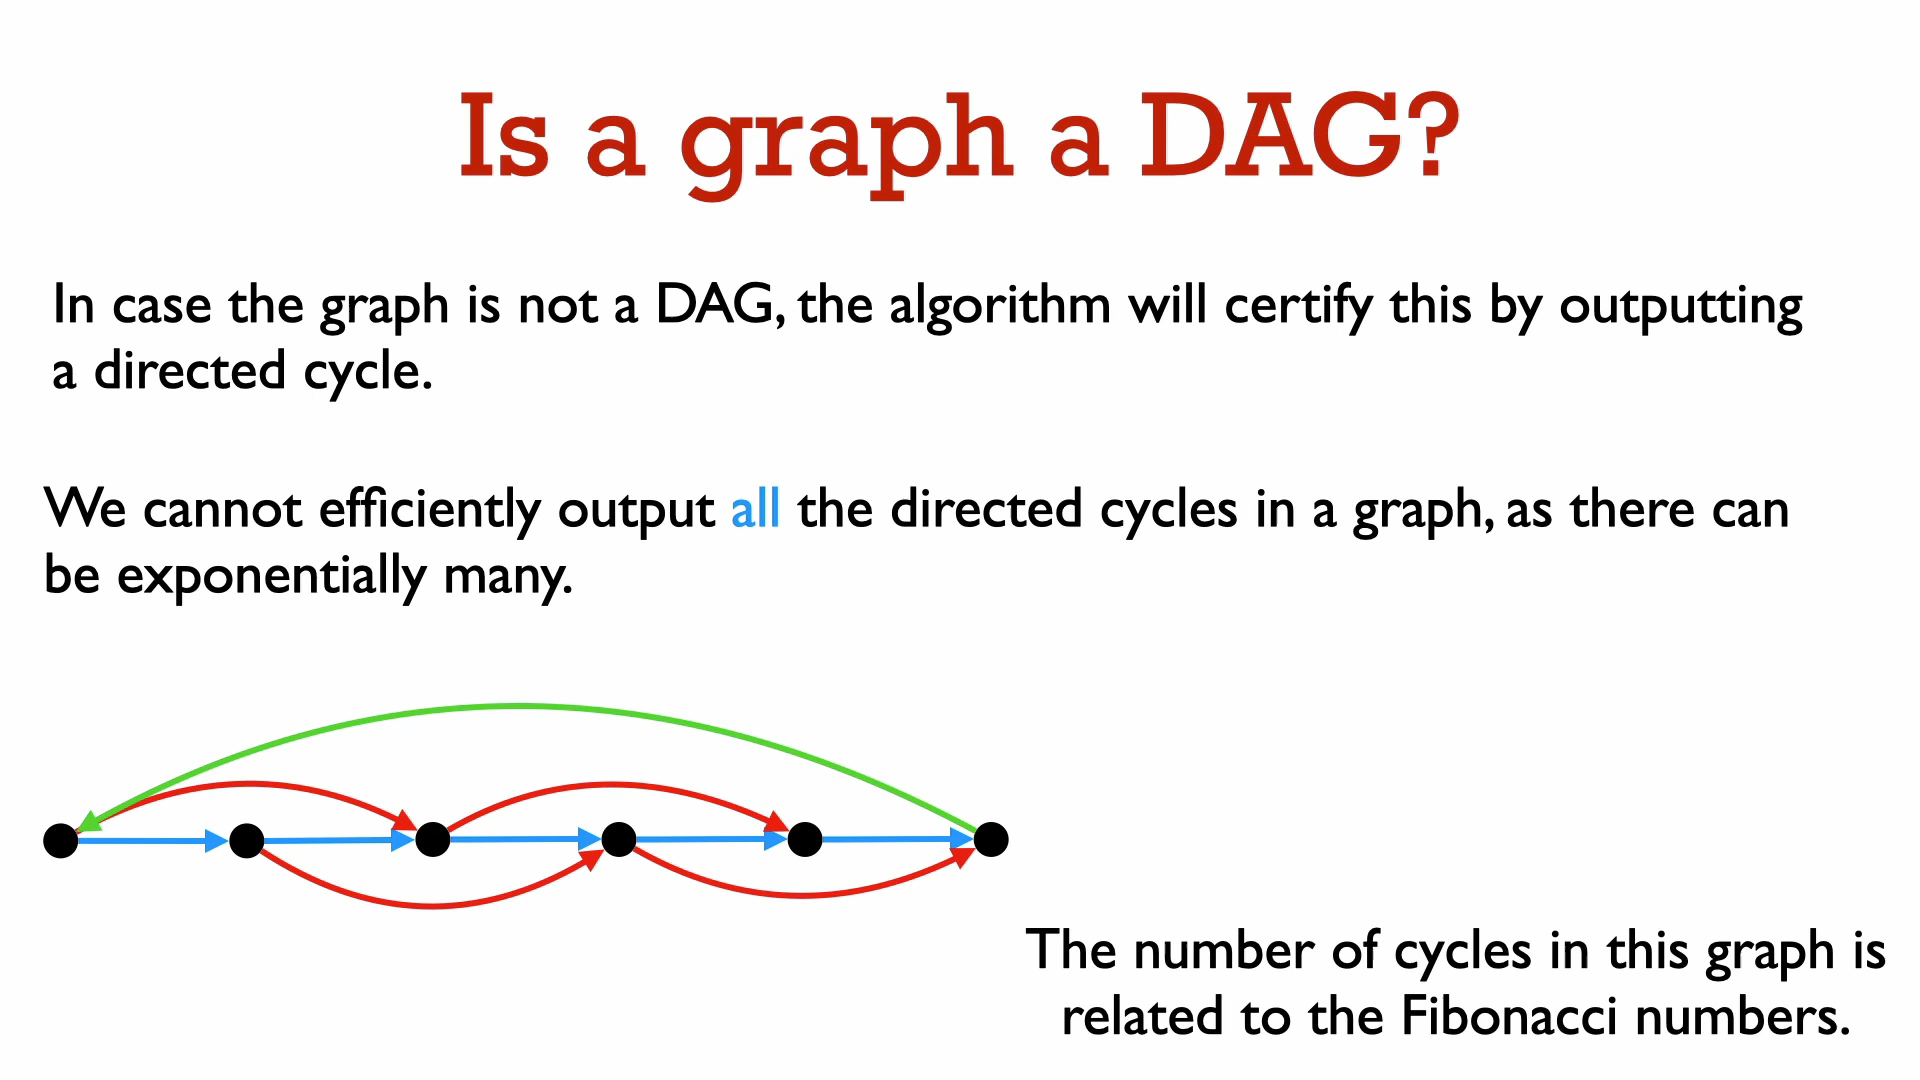 Is a graph a DAG?
In case the graph is not a DAG, the algorithm will certify this by outputting
a directed cycle.
We cannot efficiently output all the directed cycles in a graph, as there can
be exponentially many.
The number of cycles in this graph is
related to the Fibonacci numbers.